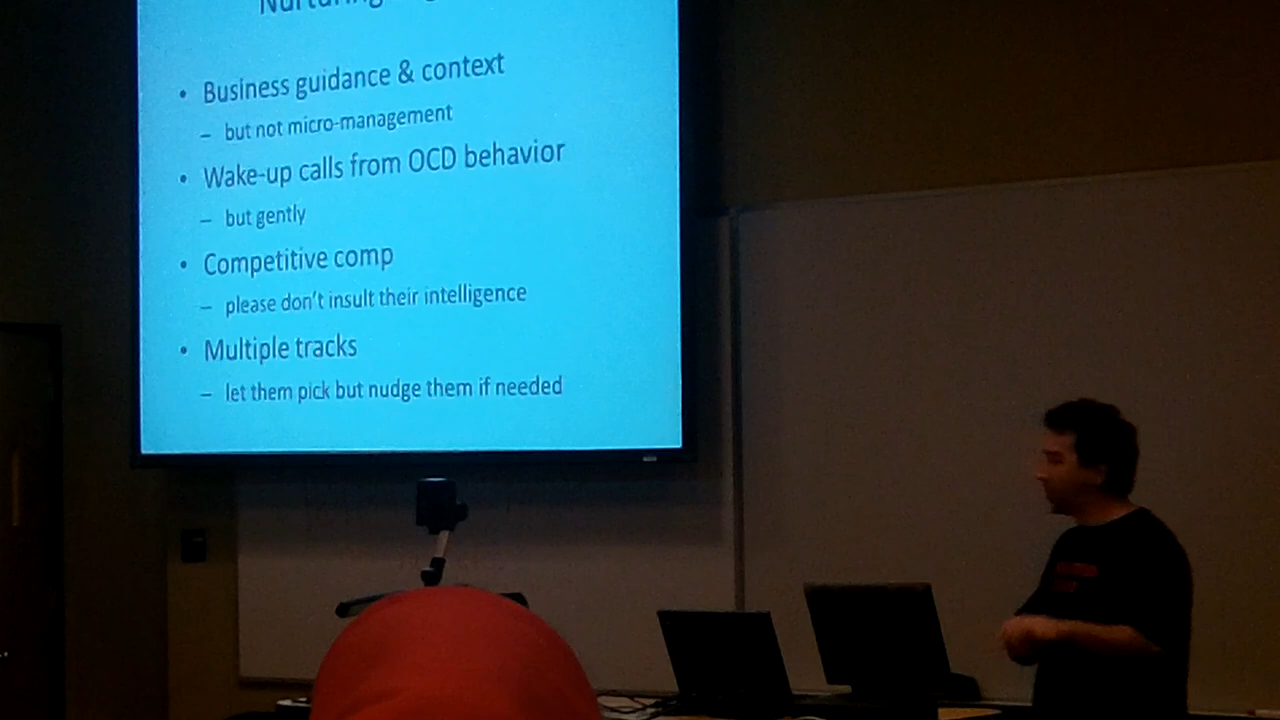 Nurturing
• Business guidance & context
– but not micro-management
• Wake-up calls from OCD behavior
– but gently
• Competitive comp
– please don't insult their intelligence
• Multiple tracks
– let them pick but nudge them if needed